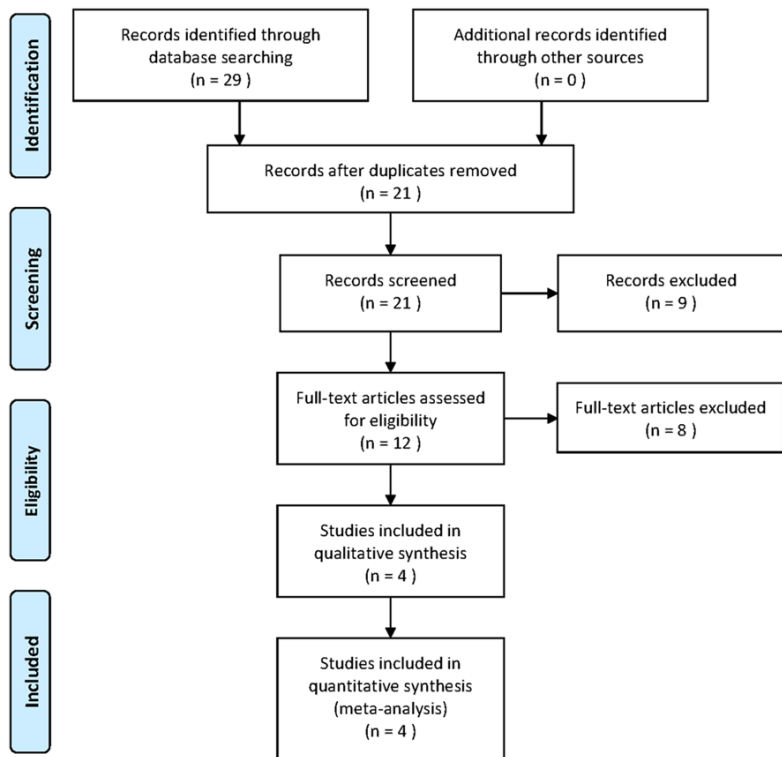 Identification
Records identified through
database searching
(n = 29 )
Additional records identified
through other sources
(n = 0 )
Records after duplicates removed
(n = 21 )
Screening
Records screened
(n = 21 )
Records excluded
(n = 9 )
Eligibility
Full-text articles assessed
for eligibility
(n = 12 )
Full-text articles excluded
(n = 8 )
Studies included in
qualitative synthesis
(n = 4 )
Included
Studies included in
quantitative synthesis
(meta-analysis)
(n = 4 )